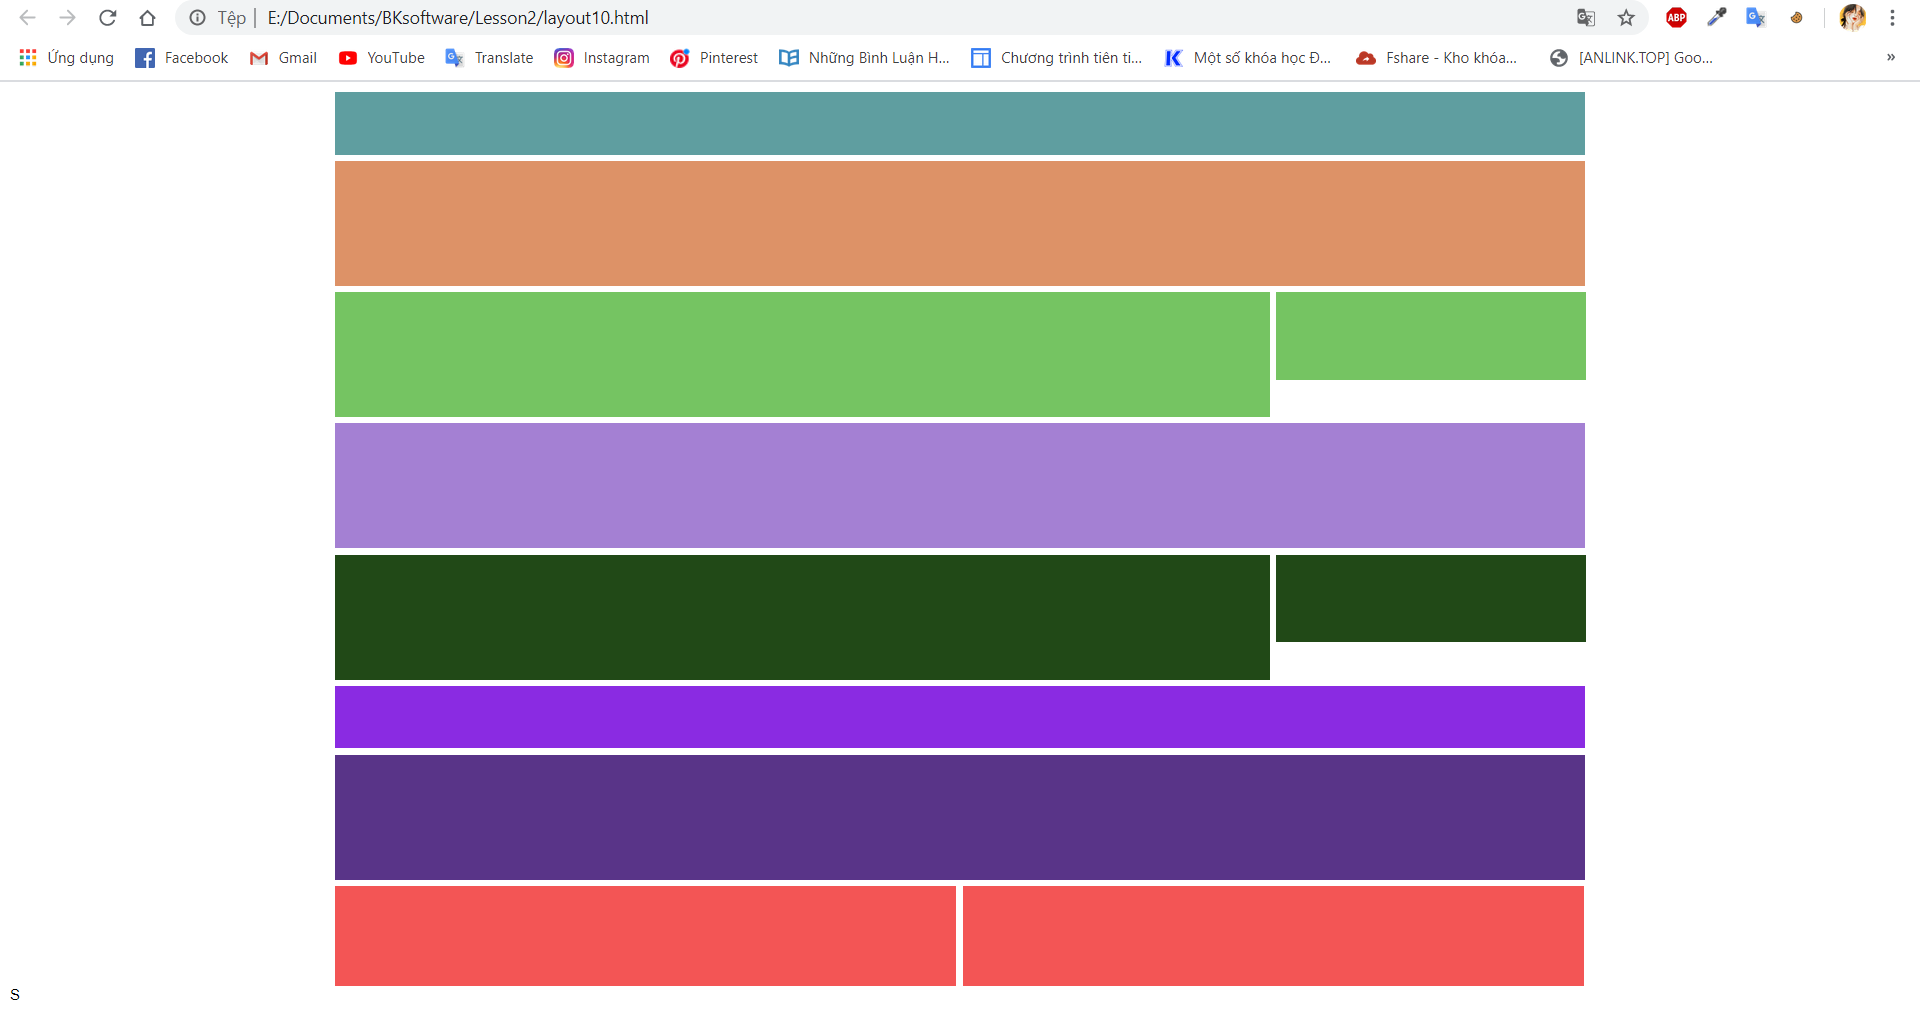 Tệp | E:/Documents/BKsoftware/Lesson2/layout10.html
ABP
Ứng dụng Facebook Gmail YouTube Translate Instagram Pinterest Những Bình Luận H... Chương trình tiên ti... Một số khóa học Đ... Fshare - Kho khóa... [ANLINK.TOP] Goo... »
S